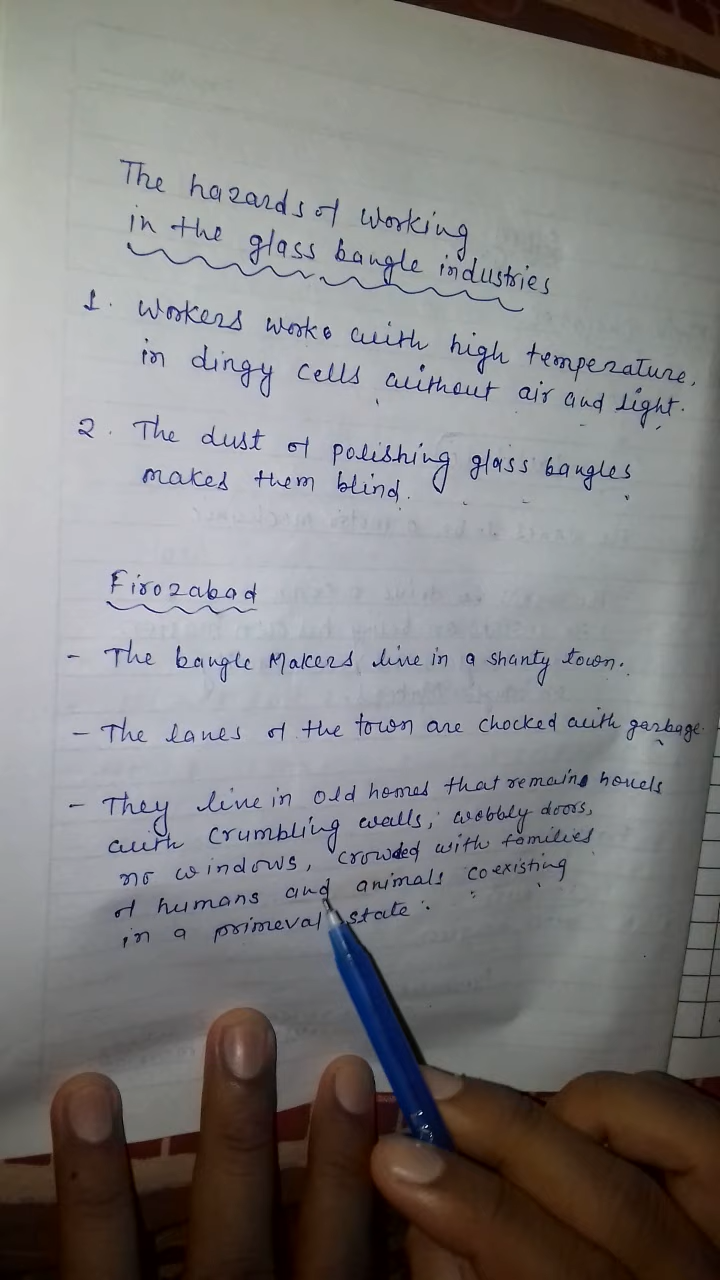 The hazards of working
in the glass bangle industries
1. Workers works with high temperature,
in dingy cells without air and light.
2. The dust of polishing glass bangles
makes them blind.
Firozabad
- The bangle Makers live in a shanty town.
- The lanes of the town are chocked with garbage.
- They live in old homes that remains hovels
with crumbling walls, wobbly doors,
no windows, crowded with families
of humans and animals coexisting
in a primeval state.